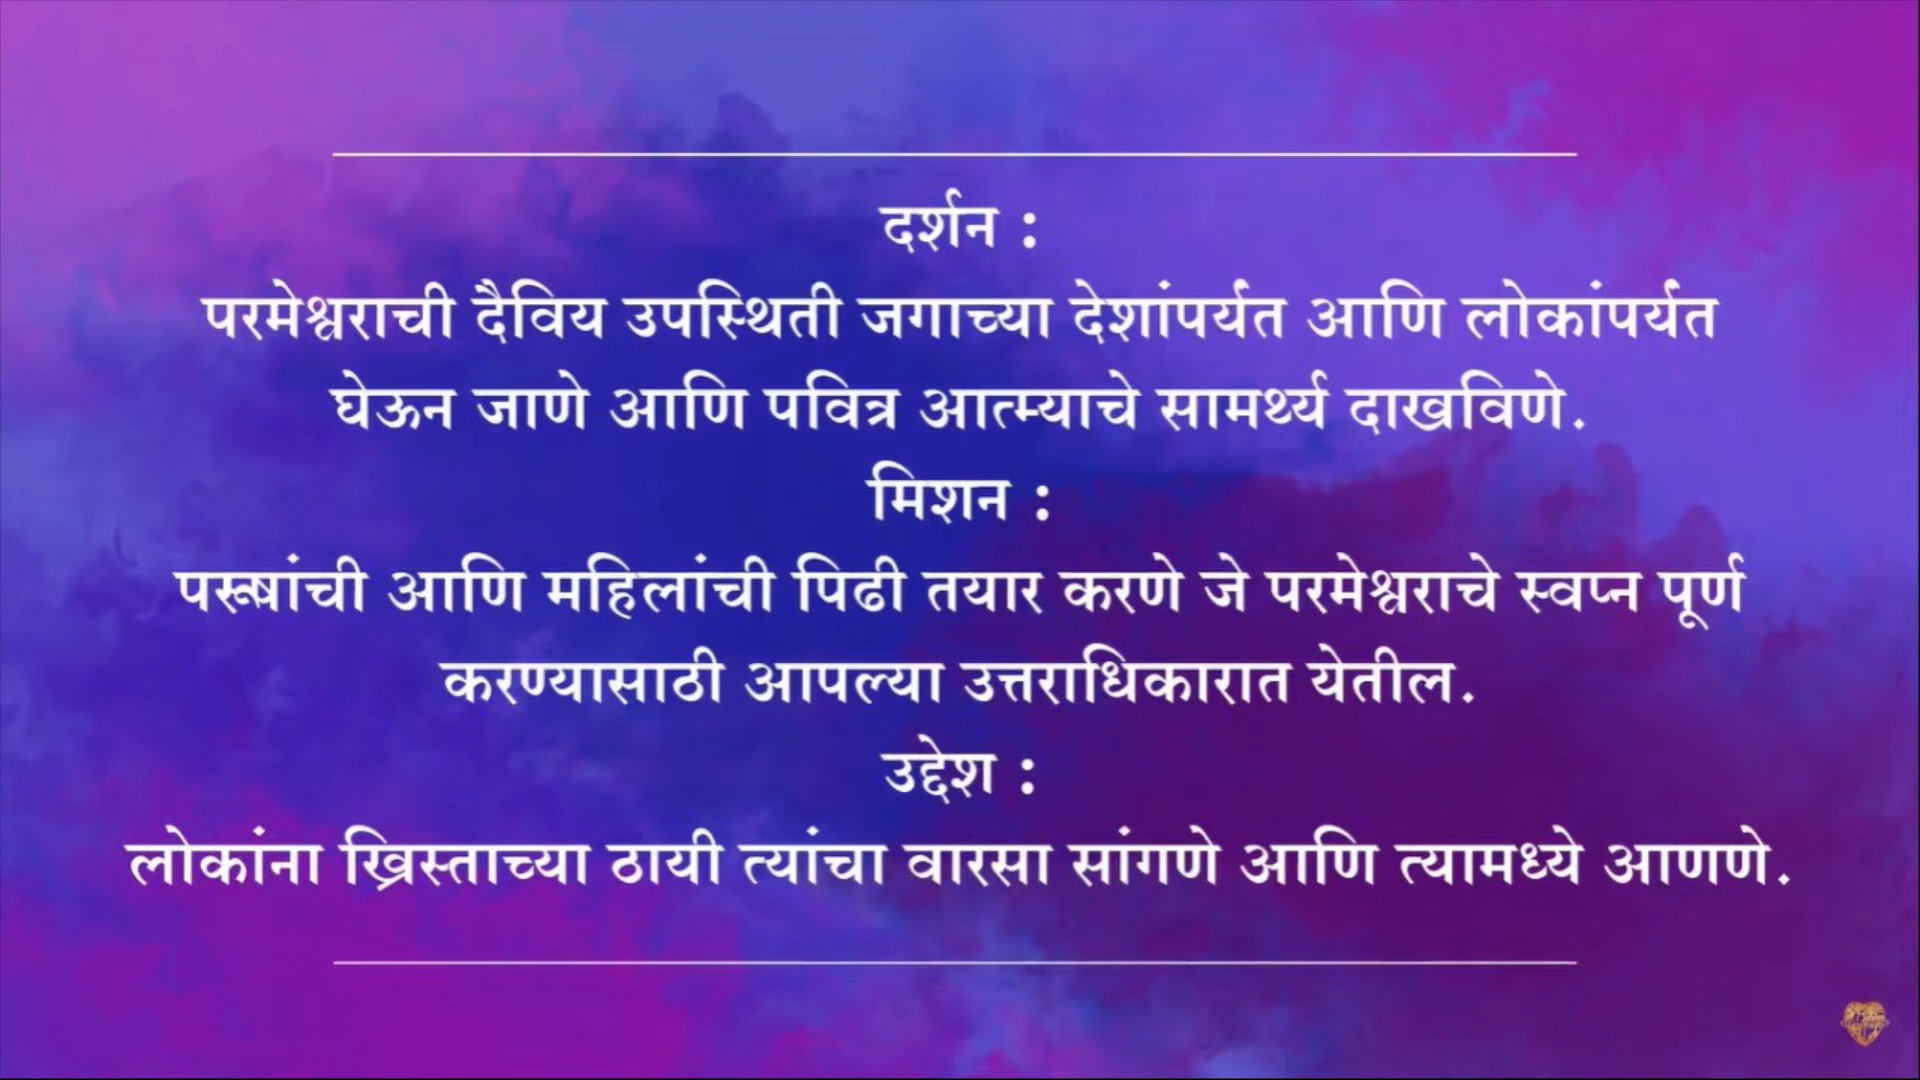 दर्शन :
परमेश्वराची दैविय उपस्थिती जगाच्या देशांपर्यंत आणि लोकांपर्यंत
घेऊन जाणे आणि पवित्र आत्म्याचे सामर्थ्य दाखविणे.
मिशन :
परूषांची आणि महिलांची पिढी तयार करणे जे परमेश्वराचे स्वप्न पूर्ण
करण्यासाठी आपल्या उत्तराधिकारात येतील.
उद्देश :
लोकांना ख्रिस्ताच्या ठायी त्यांचा वारसा सांगणे आणि त्यामध्ये आणणे.